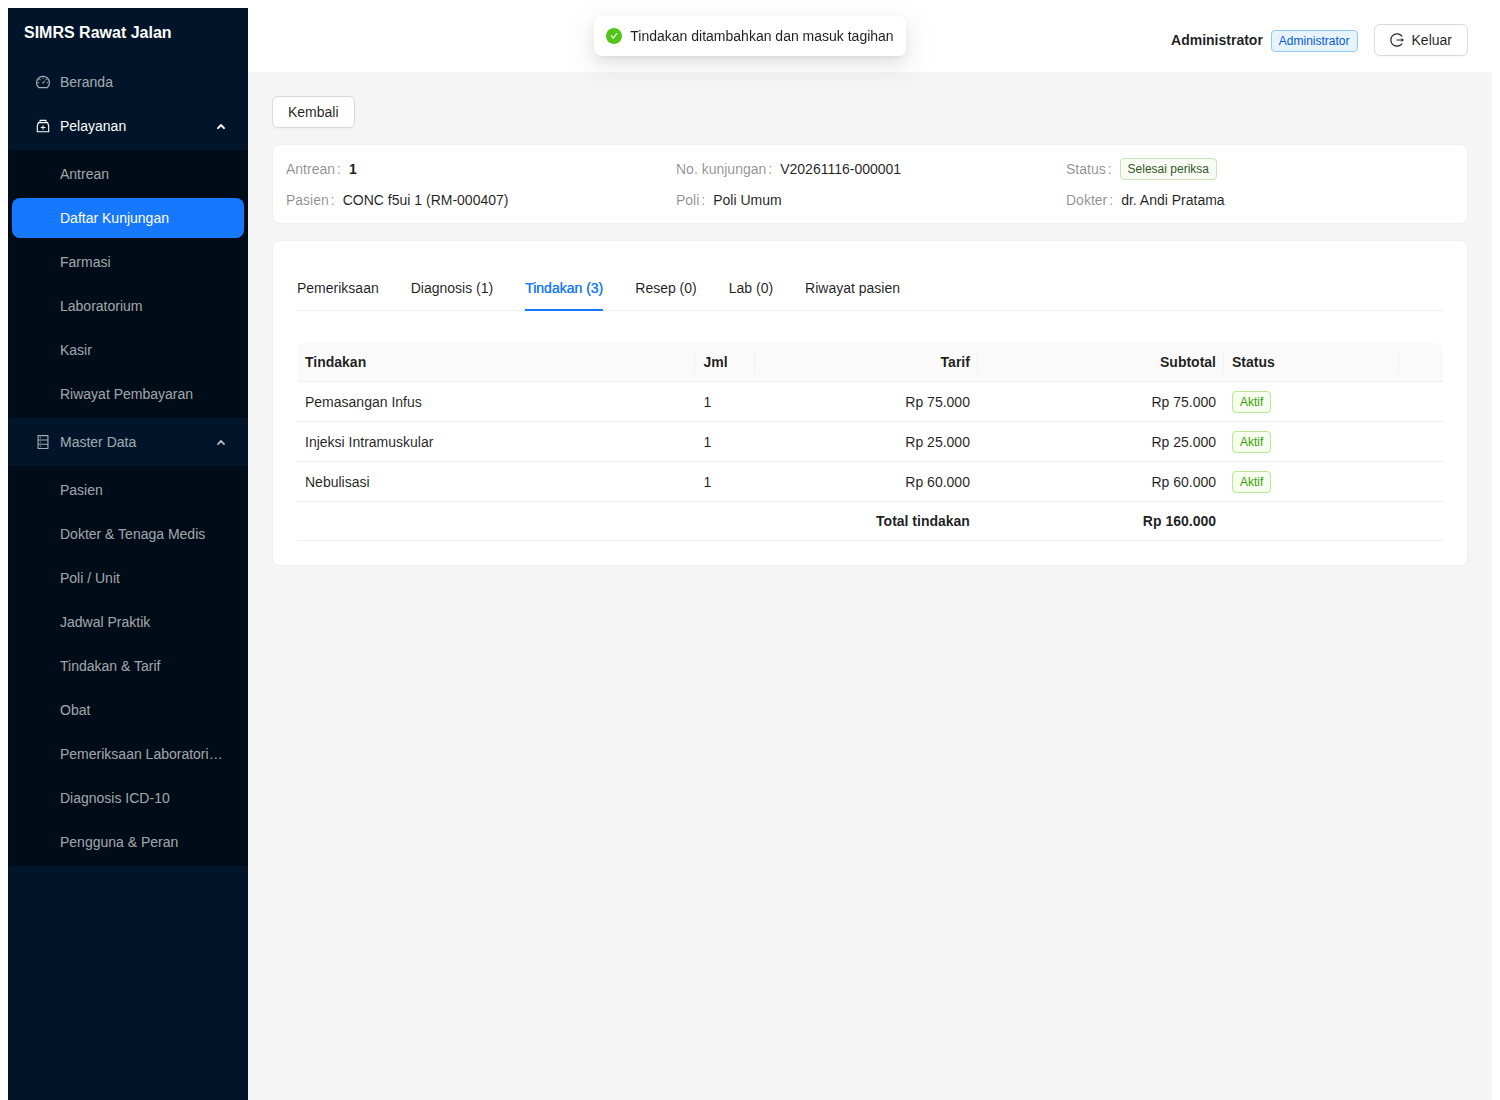 SIMRS Rawat Jalan
Tindakan ditambahkan dan masuk tagihan
Administrator Administrator Keluar
Beranda
Pelayanan
Antrean
Daftar Kunjungan
Farmasi
Laboratorium
Kasir
Riwayat Pembayaran
Master Data
Pasien
Dokter & Tenaga Medis
Poli / Unit
Jadwal Praktik
Tindakan & Tarif
Obat
Pemeriksaan Laboratori…
Diagnosis ICD-10
Pengguna & Peran
Kembali
Antrean : 1 No. kunjungan : V20261116-000001 Status : Selesai periksa
Pasien : CONC f5ui 1 (RM-000407) Poli : Poli Umum Dokter : dr. Andi Pratama
Pemeriksaan Diagnosis (1) Tindakan (3) Resep (0) Lab (0) Riwayat pasien
Tindakan Jml Tarif Subtotal Status
Pemasangan Infus 1 Rp 75.000 Rp 75.000 Aktif
Injeksi Intramuskular 1 Rp 25.000 Rp 25.000 Aktif
Nebulisasi 1 Rp 60.000 Rp 60.000 Aktif
Total tindakan Rp 160.000